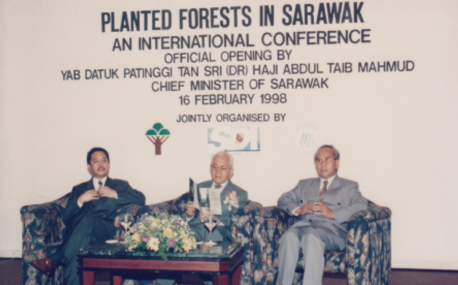 PLANTED FORESTS IN SARAWAK
AN INTERNATIONAL CONFERENCE
OFFICIAL OPENING BY
YAB DATUK PATINGGI TAN SRI (DR) HAJI ABDUL TAIB MAHMUD
CHIEF MINISTER OF SARAWAK
16 FEBRUARY 1998
JOINTLY ORGANISED BY